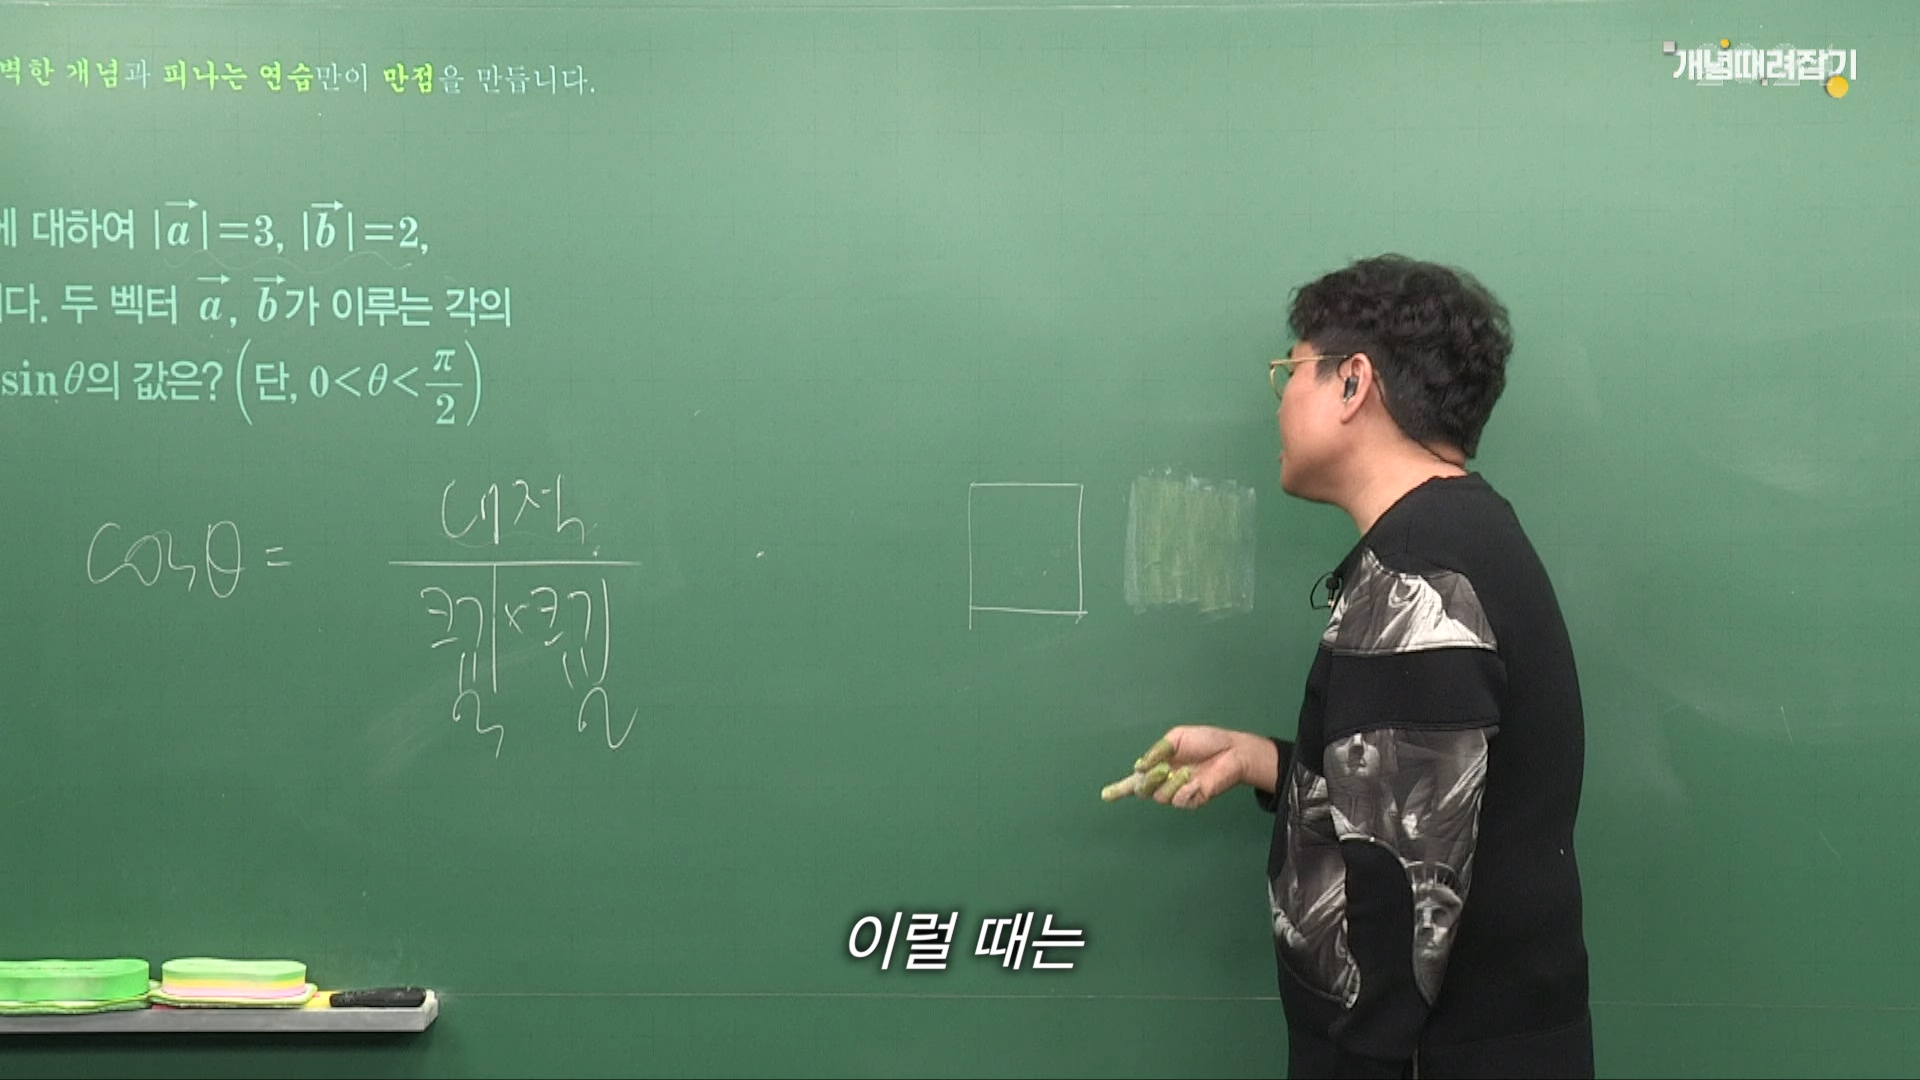 벽한 개념과 피나는 연습만이 만점을 만듭니다.
개념때려잡기
에 대하여 |a⃗|=3, |b⃗|=2,
다. 두 벡터 a⃗, b⃗가 이루는 각의
sinθ의 값은? (단, 0<θ<π/2)
cosθ = 내적 / 크기 × 크기
이럴 때는